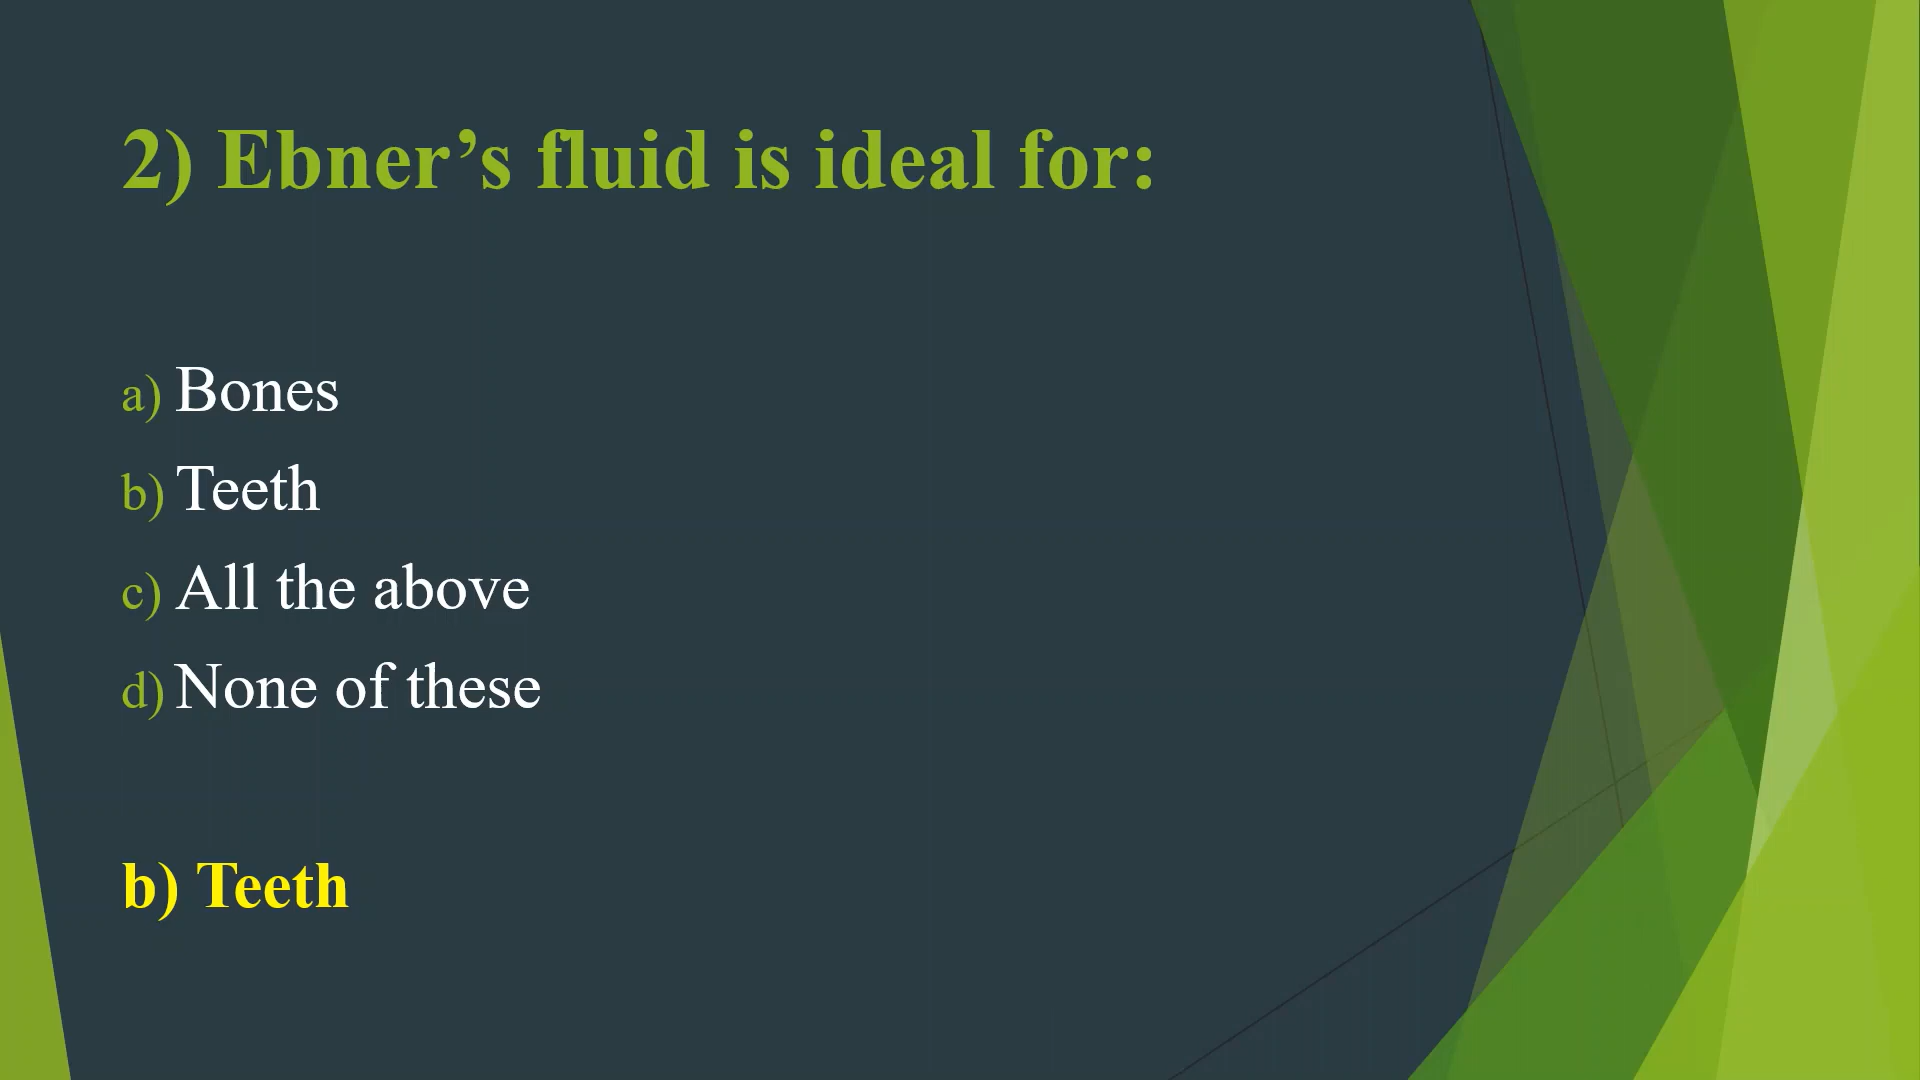 2) Ebner’s fluid is ideal for:
a) Bones
b) Teeth
c) All the above
d) None of these
b) Teeth